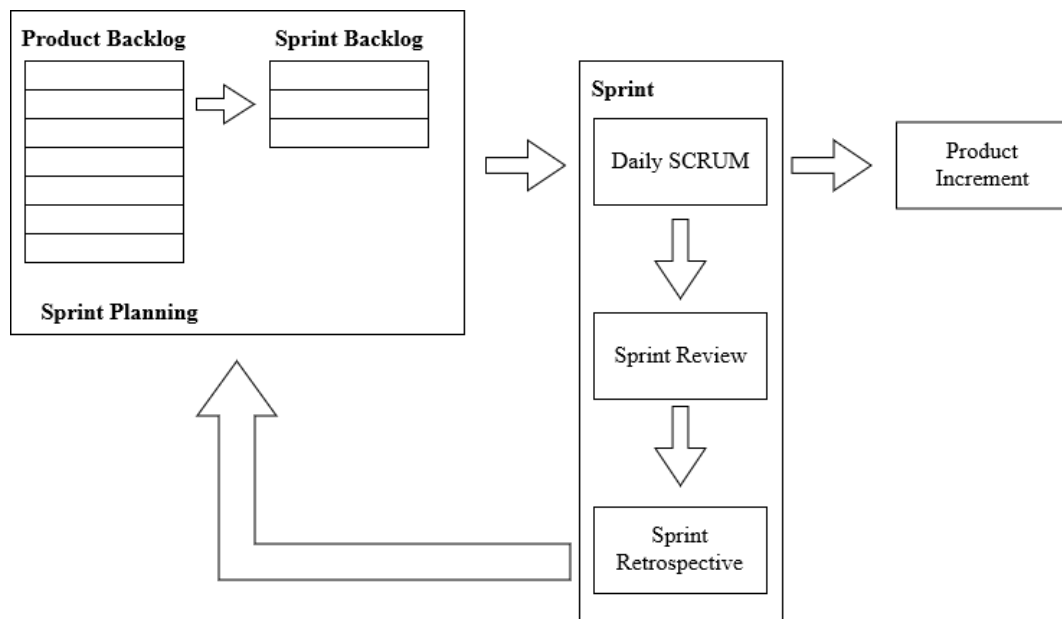 Product Backlog
Sprint Backlog
Sprint Planning
Sprint
Daily SCRUM
Sprint Review
Sprint
Retrospective
Product
Increment